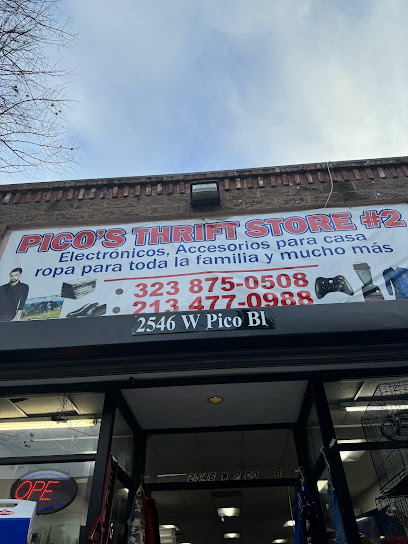 PICO'S THRIFT STORE #2
Electrónicos, Accesorios para casa
ropa para toda la familia y mucho más
323 875-0508
213.477-0988
2546 W Pico Bl
2546 W PICO B
OPE